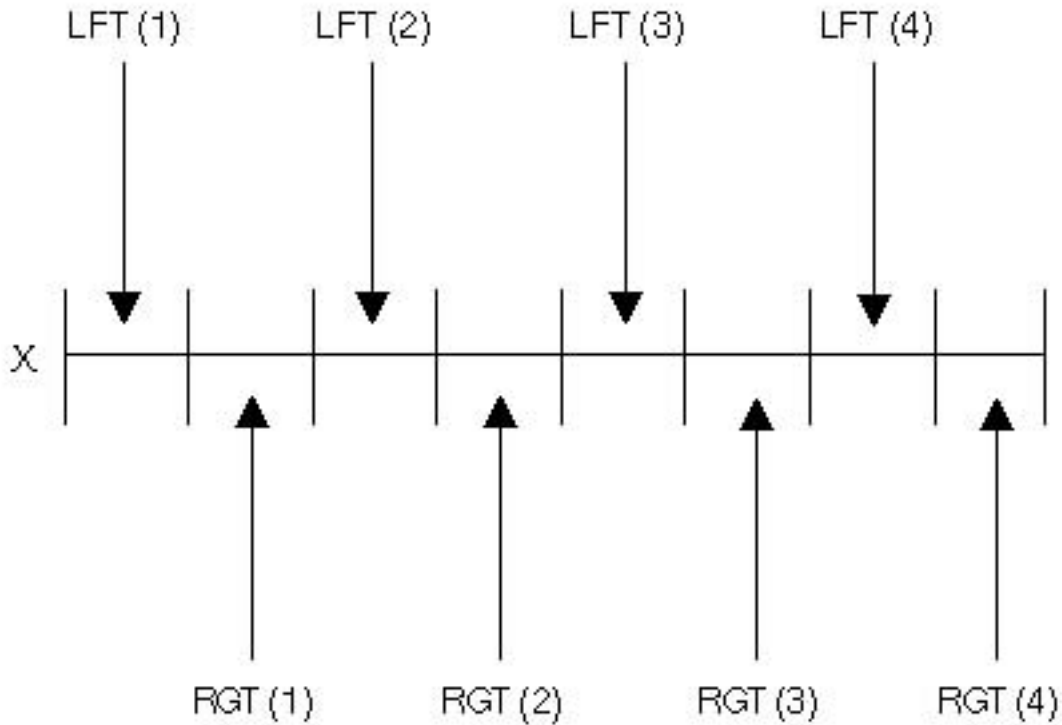 LFT (1) LFT (2) LFT (3) LFT (4)
X
RGT (1) RGT (2) RGT (3) RGT (4)